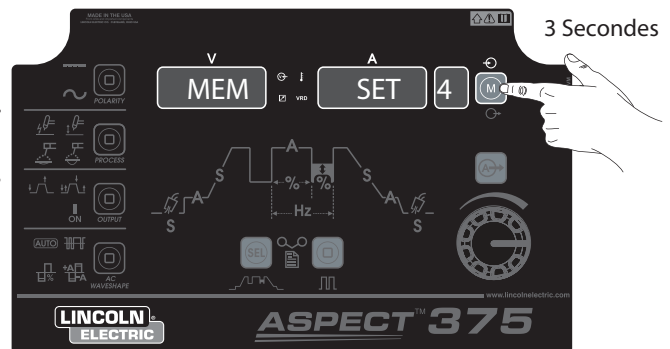 MADE IN THE USA
3 Secondes
V
A
MEM
SET
4
M
VRD
POLARITY
PROCESS
OUTPUT
ON
AUTO
%
+A
-A
AC
WAVESHAPE
A
S
S
% %
A
A
S
Hz
S
A
SEL
www.lincolnelectric.com
LINCOLN®
ELECTRIC
ASPECT™ 375